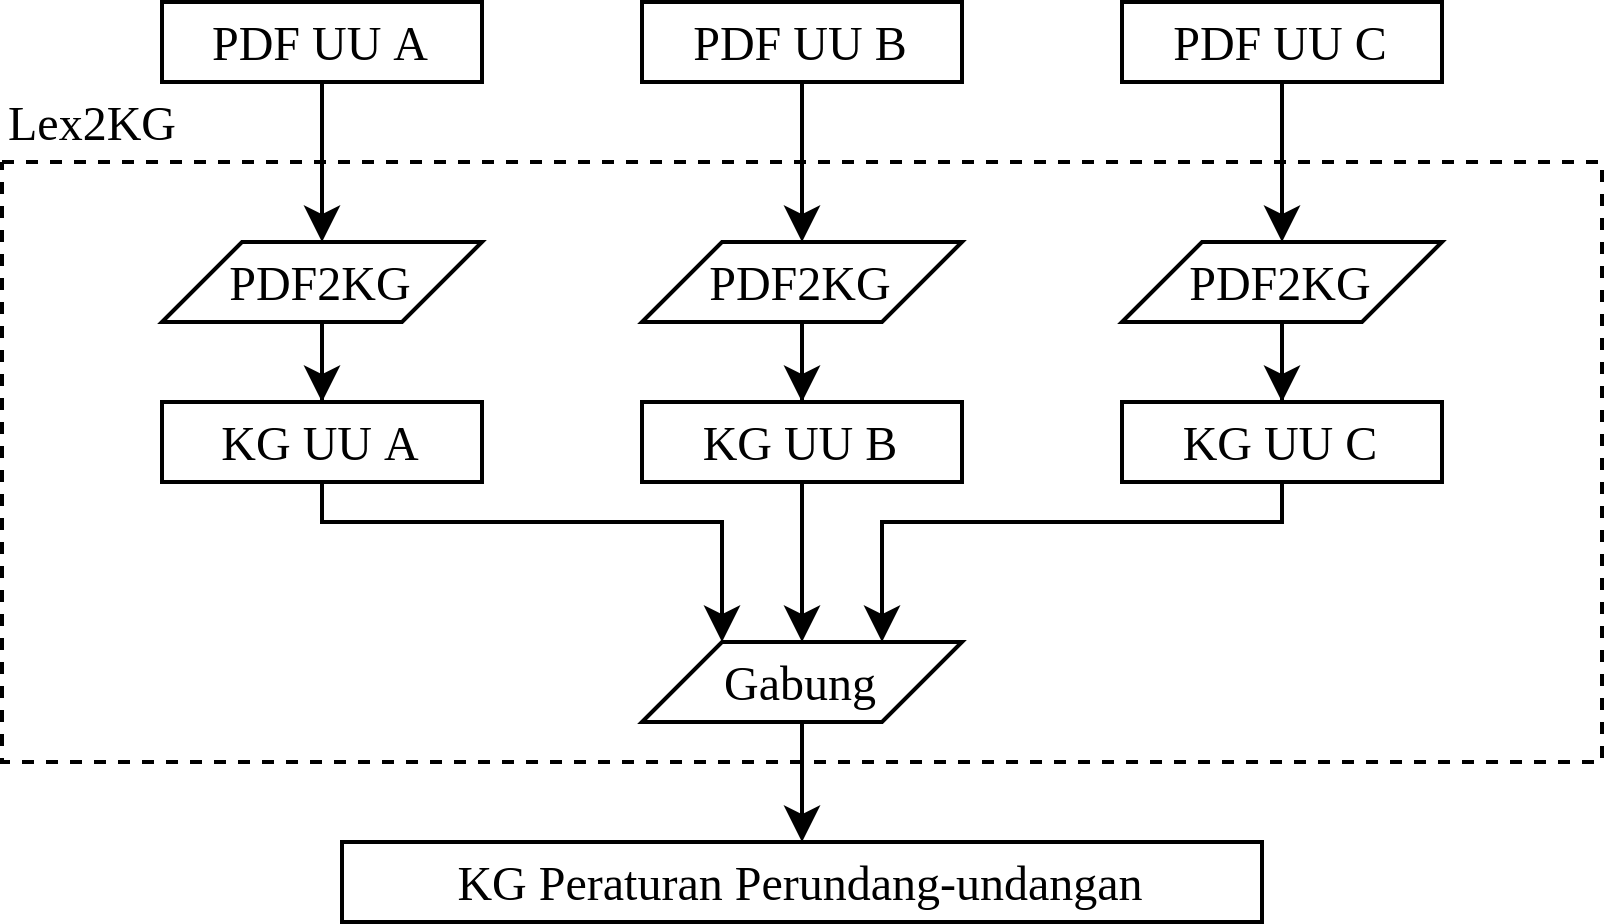 PDF UU A
PDF UU B
PDF UU C
Lex2KG
PDF2KG
PDF2KG
PDF2KG
KG UU A
KG UU B
KG UU C
Gabung
KG Peraturan Perundang-undangan